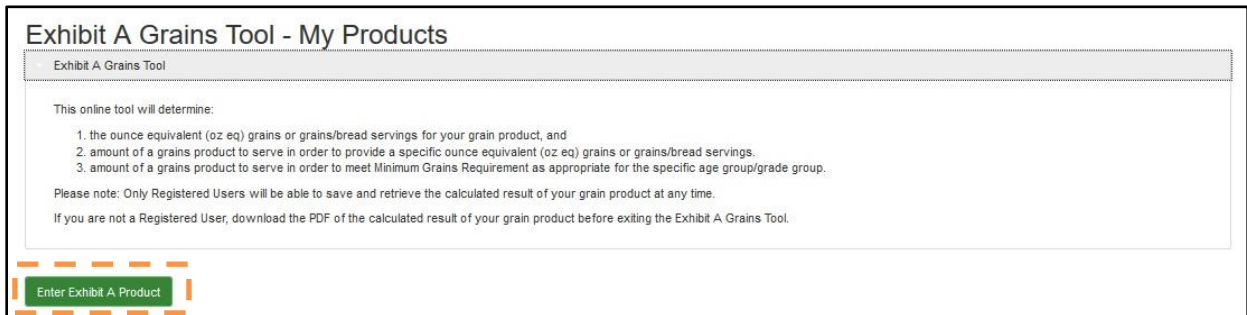 Exhibit A Grains Tool - My Products
Exhibit A Grains Tool
This online tool will determine:
1. the ounce equivalent (oz eq) grains or grains/bread servings for your grain product, and
2. amount of a grains product to serve in order to provide a specific ounce equivalent (oz eq) grains or grains/bread servings.
3. amount of a grains product to serve in order to meet Minimum Grains Requirement as appropriate for the specific age group/grade group.
Please note: Only Registered Users will be able to save and retrieve the calculated result of your grain product at any time.
If you are not a Registered User, download the PDF of the calculated result of your grain product before exiting the Exhibit A Grains Tool.
Enter Exhibit A Product